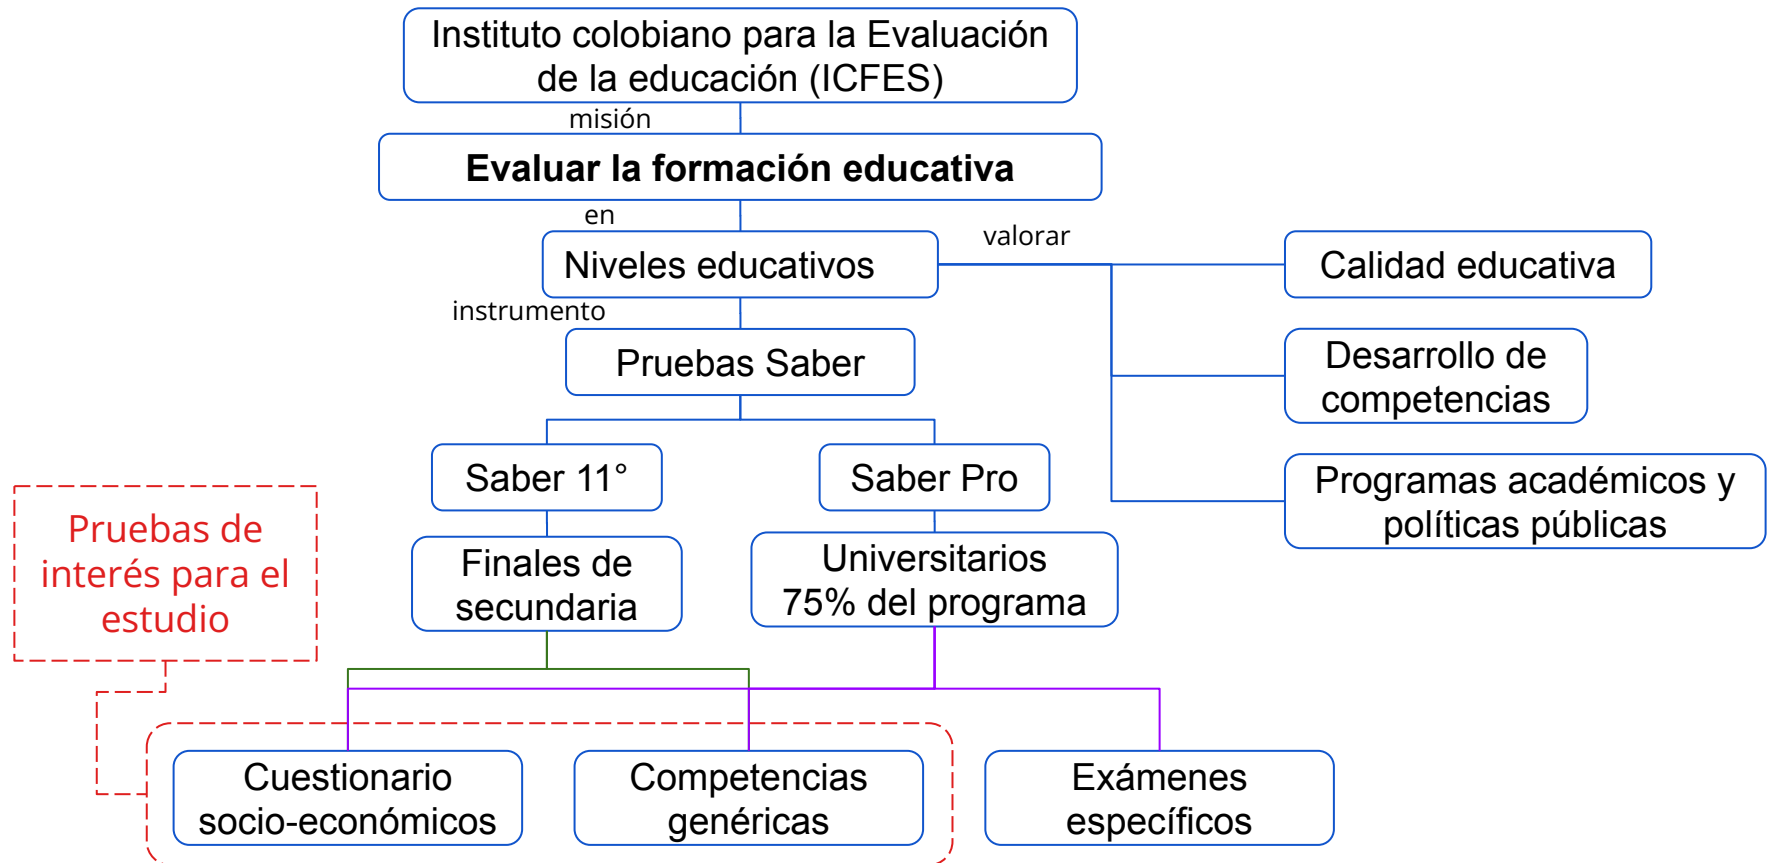 Instituto colobiano para la Evaluación
de la educación (ICFES)
misión
Evaluar la formación educativa
en
Niveles educativos
valorar
Calidad educativa
instrumento
Pruebas Saber
Desarrollo de
competencias
Saber 11°
Saber Pro
Programas académicos y
políticas públicas
Pruebas de
interés para el
estudio
Finales de
secundaria
Universitarios
75% del programa
Cuestionario
socio-económicos
Competencias
genéricas
Exámenes
específicos